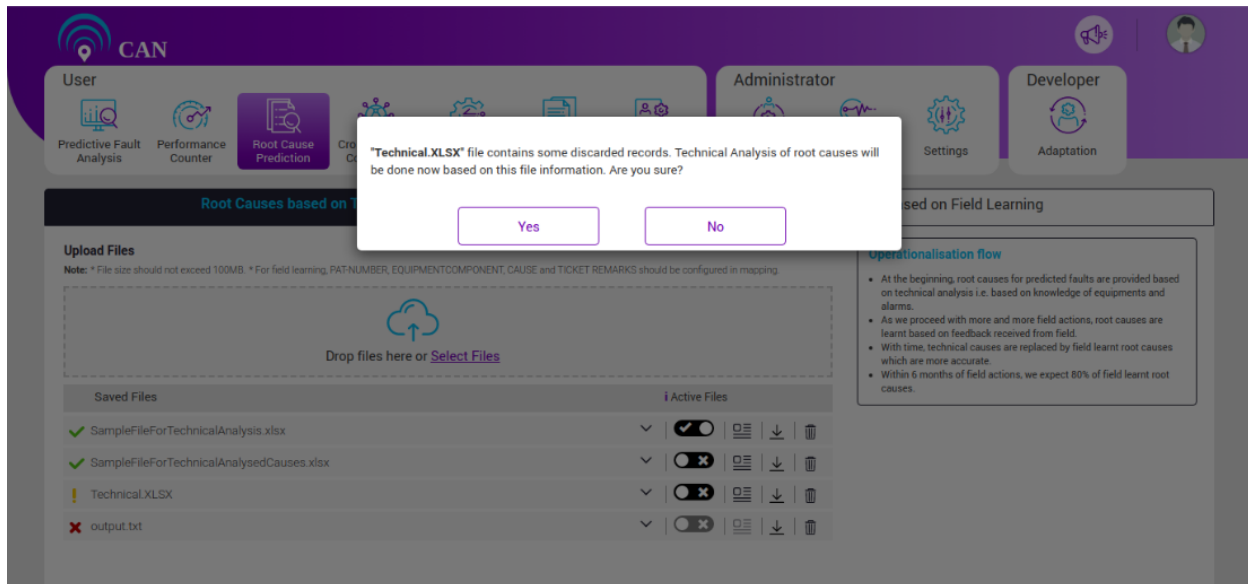 CAN
User
Administrator
Developer
Predictive Fault
Analysis
Performance
Counter
Root Cause
Prediction
Settings
Adaptation
"Technical.XLSX" file contains some discarded records. Technical Analysis of root causes will
be done now based on this file information. Are you sure?
Yes
No
Root Causes based on
sed on Field Learning
Upload Files
Note: * File size should not exceed 100MB. * For field learning, PAT-NUMBER, EQUIPMENTCOMPONENT, CAUSE and TICKET REMARKS should be configured in mapping.
Drop files here or Select Files
Saved Files
i Active Files
SampleFileForTechnicalAnalysis.xlsx
SampleFileForTechnicalAnalysedCauses.xlsx
Technical.XLSX
output.txt
Operationalisation flow
• At the beginning, root causes for predicted faults are provided based
on technical analysis i.e. based on knowledge of equipments and
alarms.
• As we proceed with more and more field actions, root causes are
learnt based on feedback received from field.
• With time, technical causes are replaced by field learnt root causes
which are more accurate.
• Within 6 months of field actions, we expect 80% of field learnt root
causes.